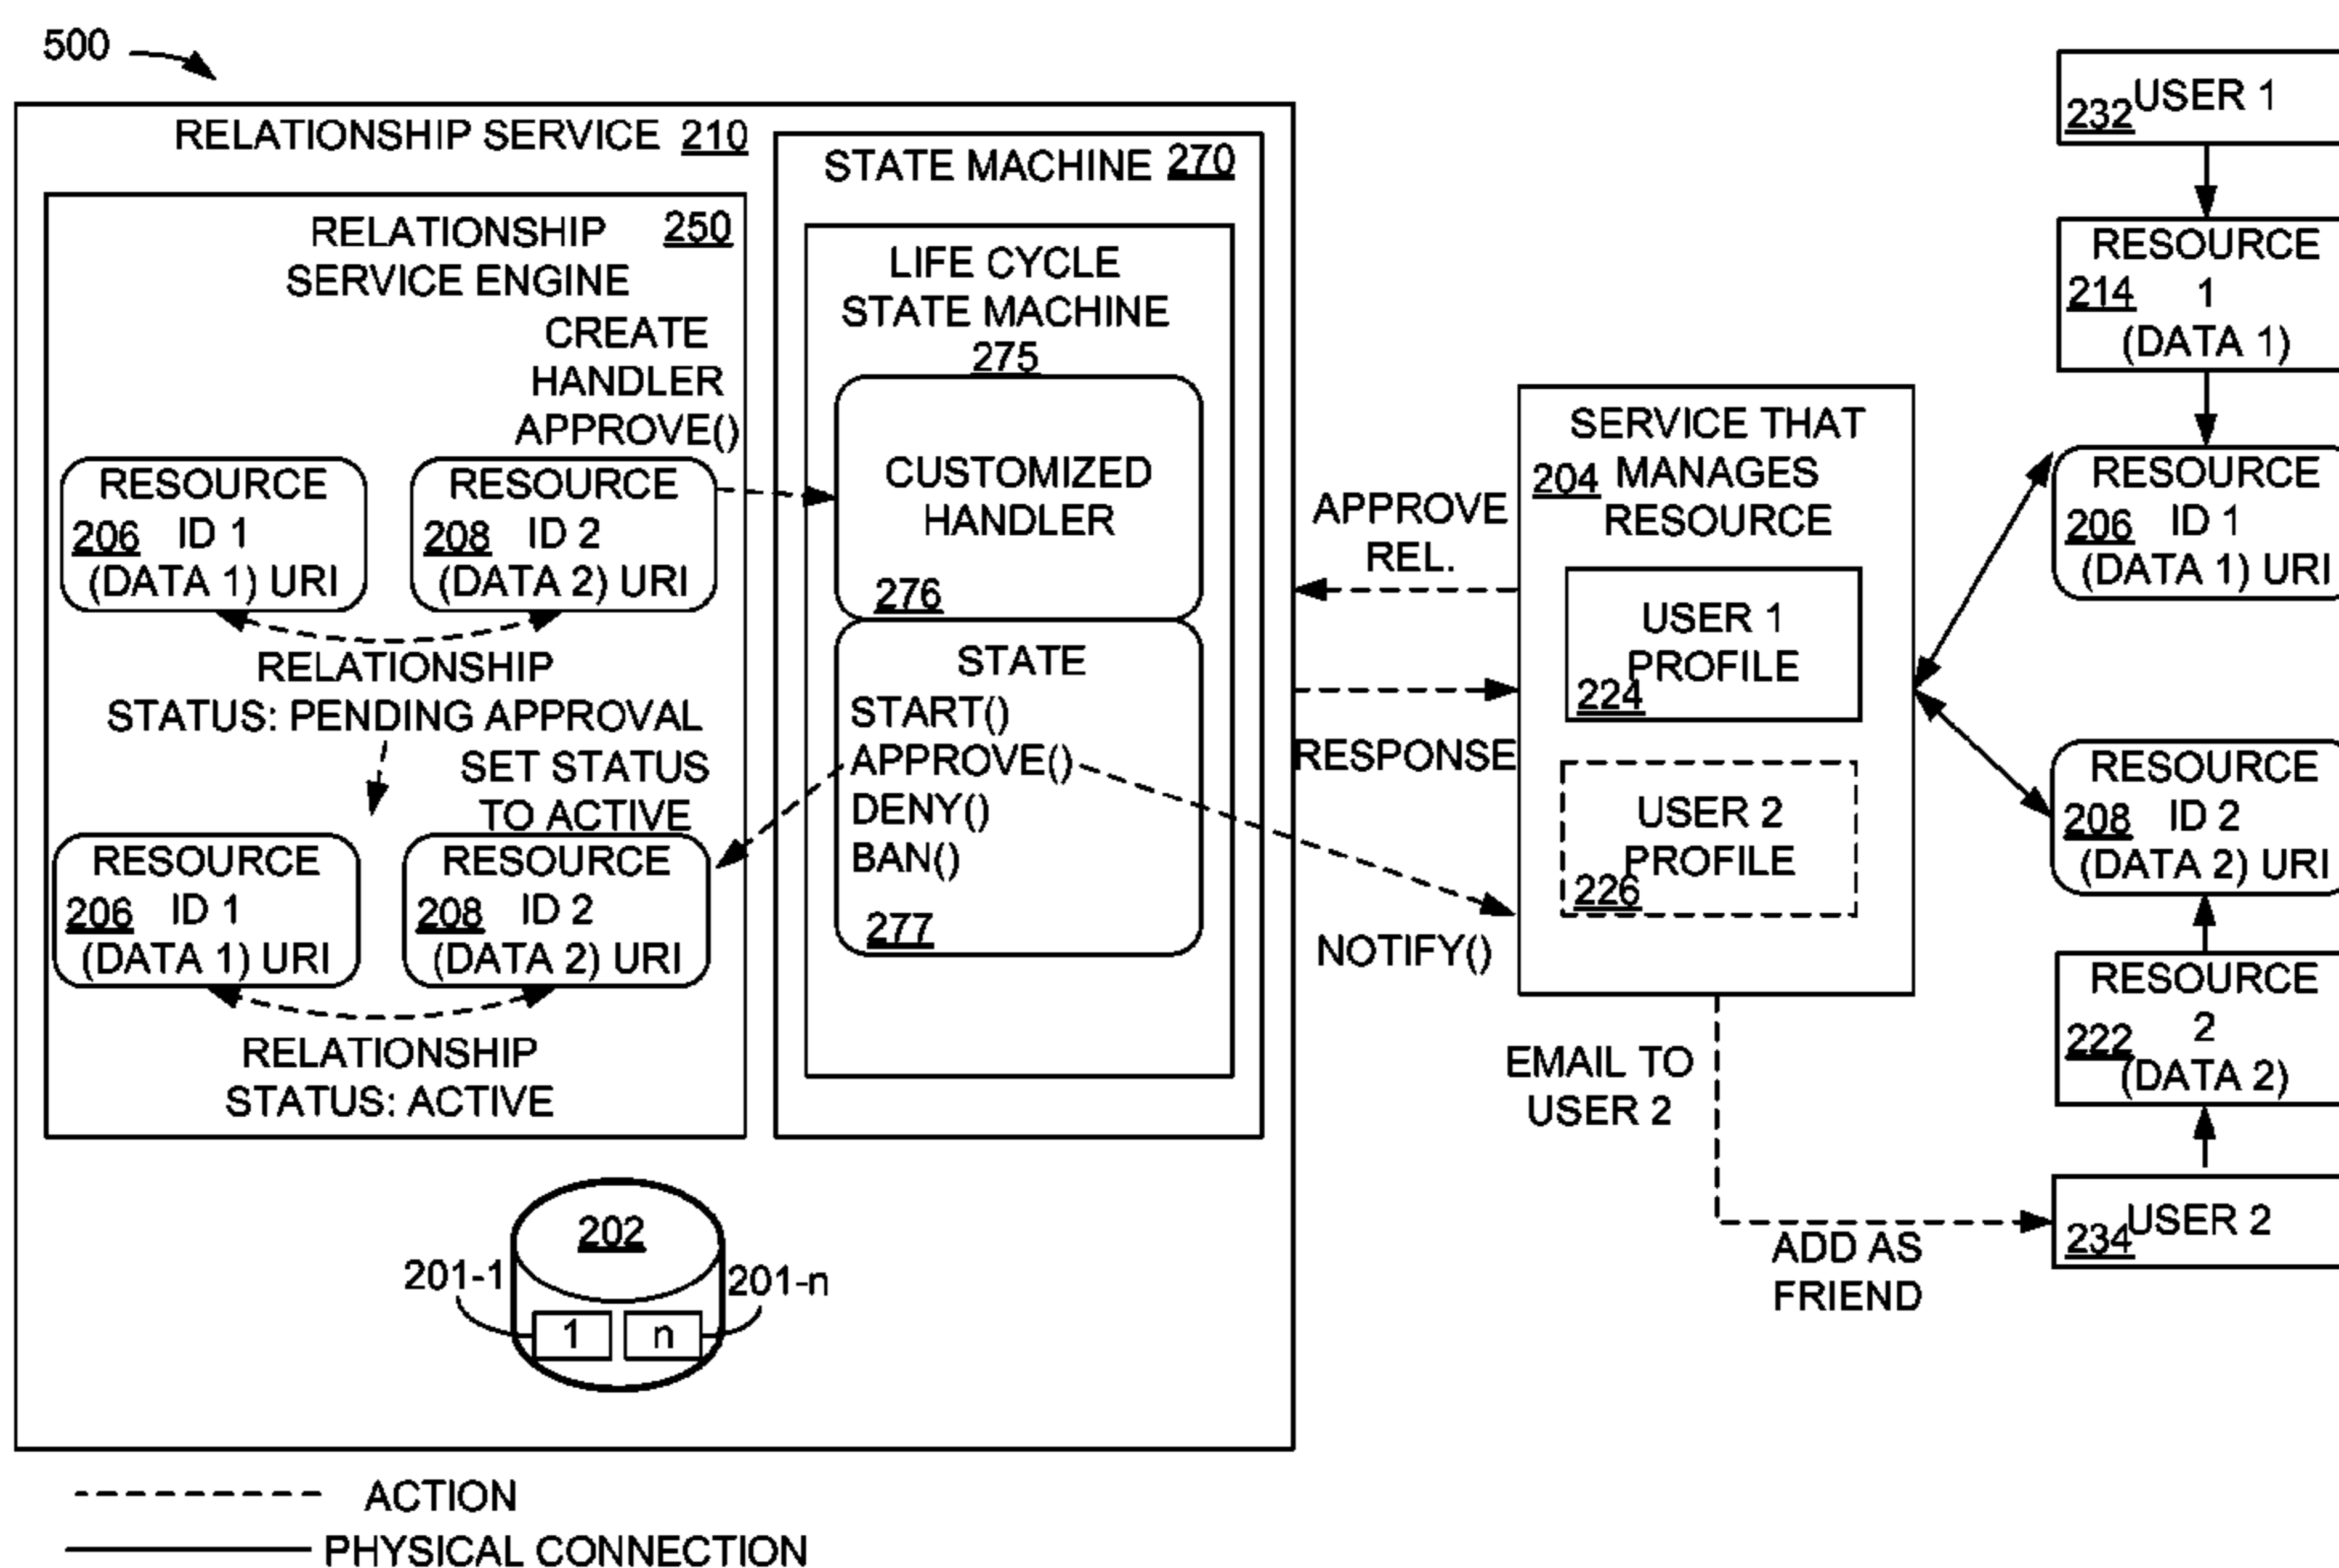 500
RELATIONSHIP SERVICE 210
RELATIONSHIP 250
SERVICE ENGINE
CREATE
HANDLER
APPROVE()
RESOURCE
206 ID 1
(DATA 1) URI
RESOURCE
208 ID 2
(DATA 2) URI
RELATIONSHIP
STATUS: PENDING APPROVAL
SET STATUS
TO ACTIVE
RESOURCE
206 ID 1
(DATA 1) URI
RESOURCE
208 ID 2
(DATA 2) URI
RELATIONSHIP
STATUS: ACTIVE
STATE MACHINE 270
LIFE CYCLE
STATE MACHINE
275
CUSTOMIZED
HANDLER
276
STATE
START()
APPROVE()
DENY()
BAN()
277
202
201-1
201-n
1
n
APPROVE
REL.
RESPONSE
NOTIFY()
SERVICE THAT
204 MANAGES
RESOURCE
USER 1
PROFILE
224
USER 2
PROFILE
226
EMAIL TO
USER 2
ADD AS
FRIEND
232 USER 1
RESOURCE
214 1
(DATA 1)
RESOURCE
206 ID 1
(DATA 1) URI
RESOURCE
208 ID 2
(DATA 2) URI
RESOURCE
222 2
(DATA 2)
234 USER 2
ACTION
PHYSICAL CONNECTION